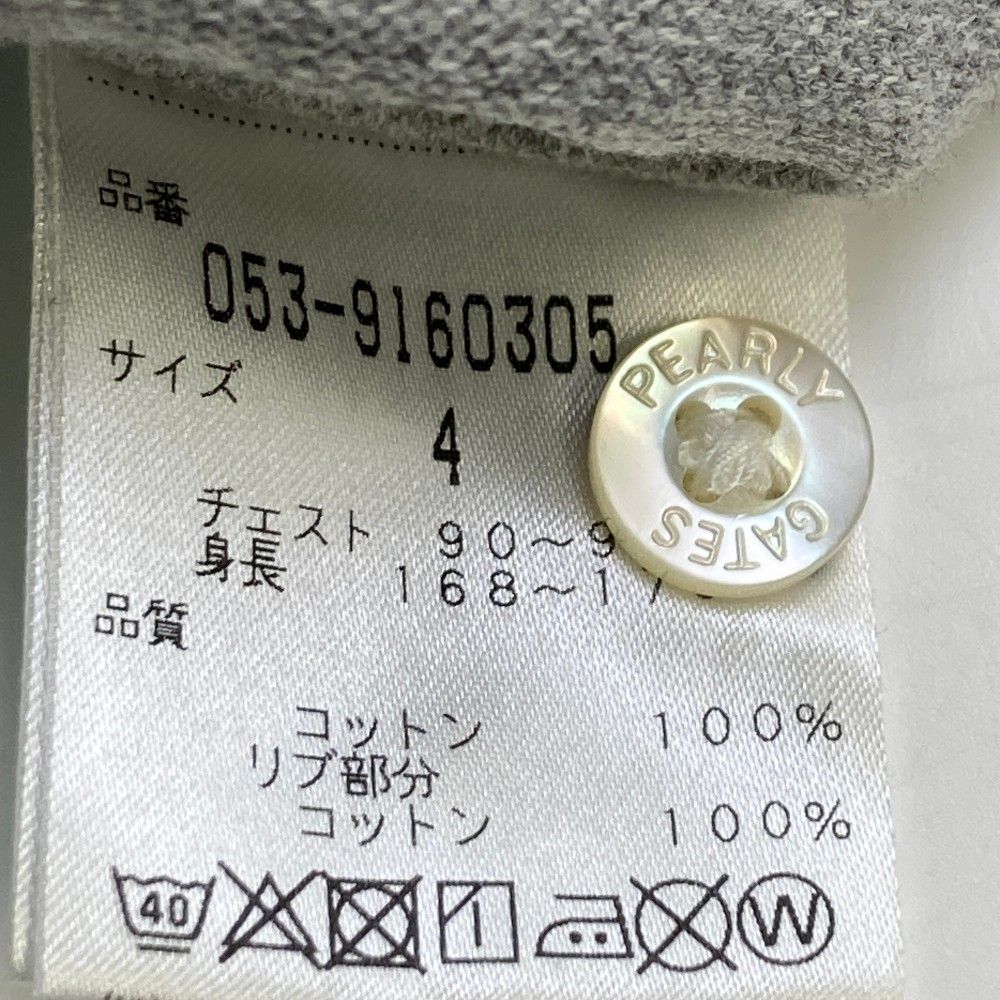 品番
053-9160305
サイズ
4
チェスト 90～9
身長 168～17
品質
コットン 100%
リブ部分
コットン 100%
40
W
PEARLY
GATES